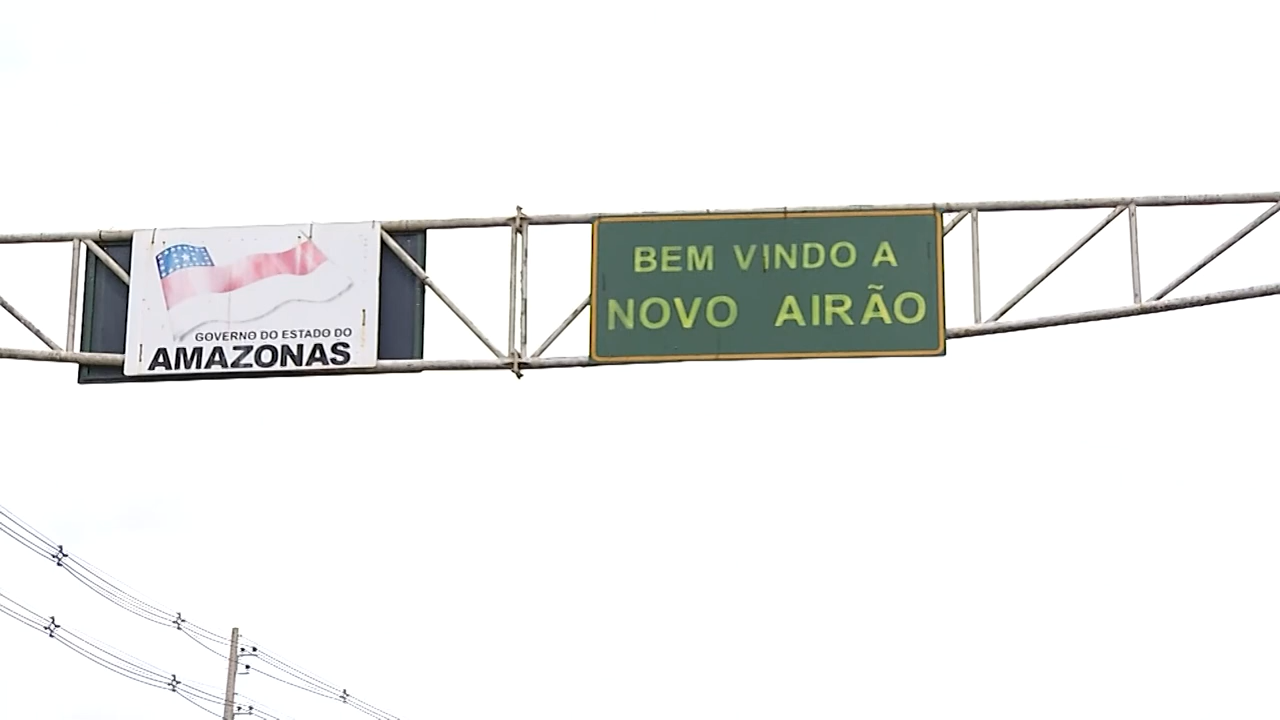 GOVERNO DO ESTADO DO
AMAZONAS
BEM VINDO A
NOVO AIRÃO